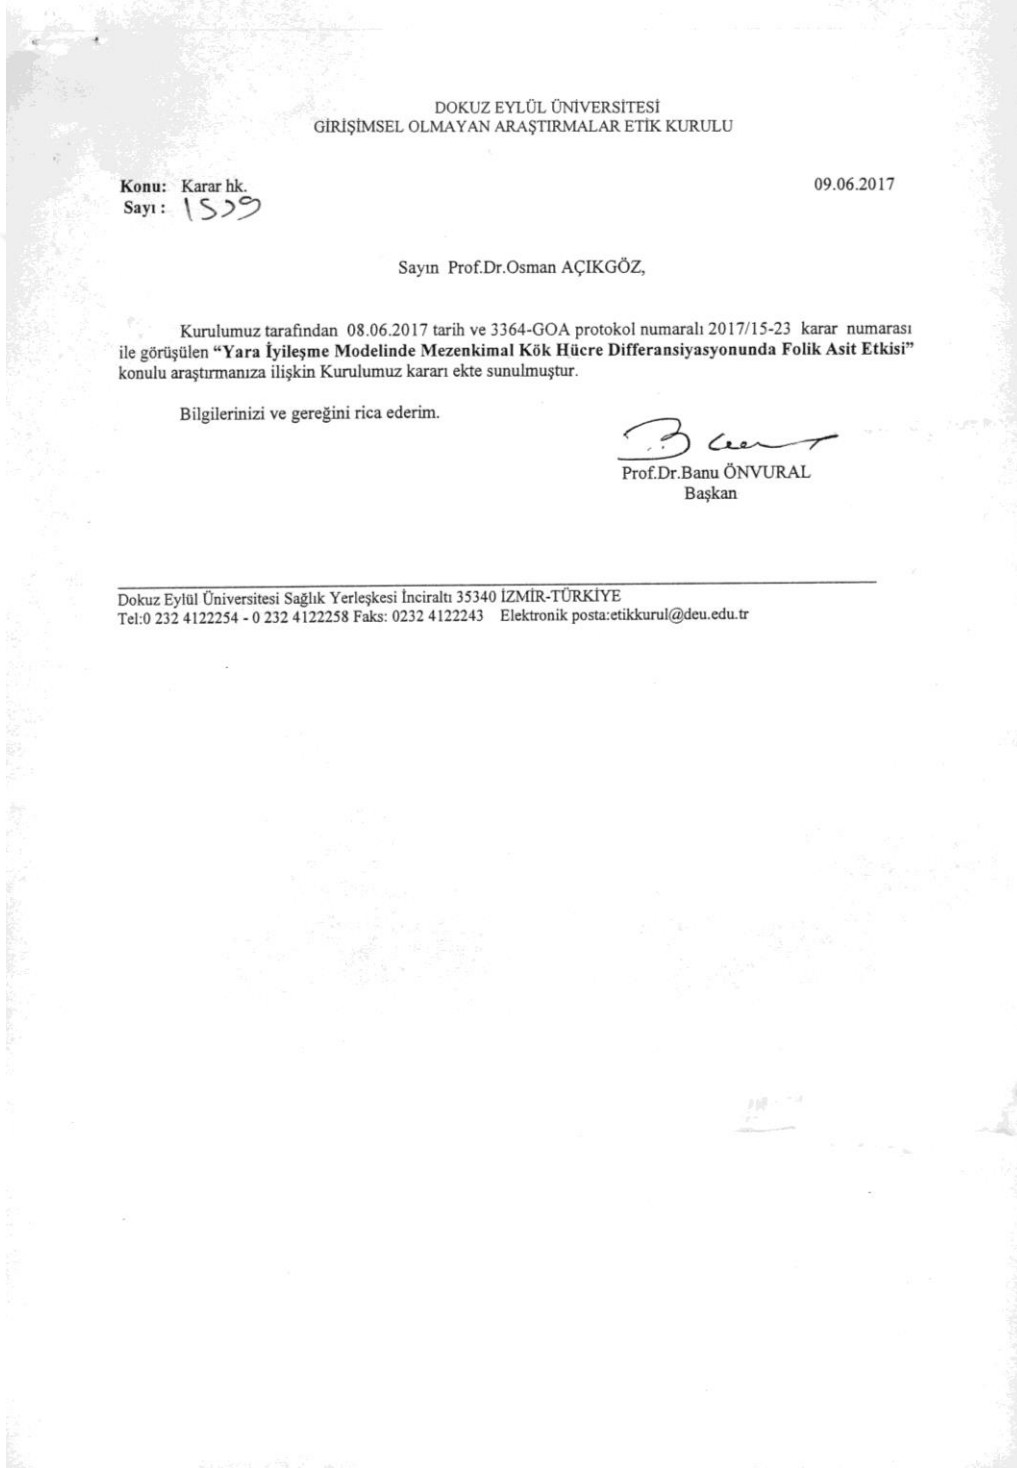 DOKUZ EYLÜL ÜNİVERSİTESİ
GİRİŞİMSEL OLMAYAN ARAŞTIRMALAR ETİK KURULU
Konu: Karar hk.
09.06.2017
Sayı :
Sayın Prof.Dr.Osman AÇIKGÖZ,
Kurulumuz tarafından 08.06.2017 tarih ve 3364-GOA protokol numaralı 2017/15-23 karar numarası
ile görüşülen “Yara İyileşme Modelinde Mezenkimal Kök Hücre Differansiyasyonunda Folik Asit Etkisi”
konulu araştırmanıza ilişkin Kurulumuz kararı ekte sunulmuştur.
Bilgilerinizi ve gereğini rica ederim.
Prof.Dr.Banu ÖNVURAL
Başkan
Dokuz Eylül Üniversitesi Sağlık Yerleşkesi İnciraltı 35340 İZMİR-TÜRKİYE
Tel:0 232 4122254 - 0 232 4122258 Faks: 0232 4122243 Elektronik posta:etikkurul@deu.edu.tr